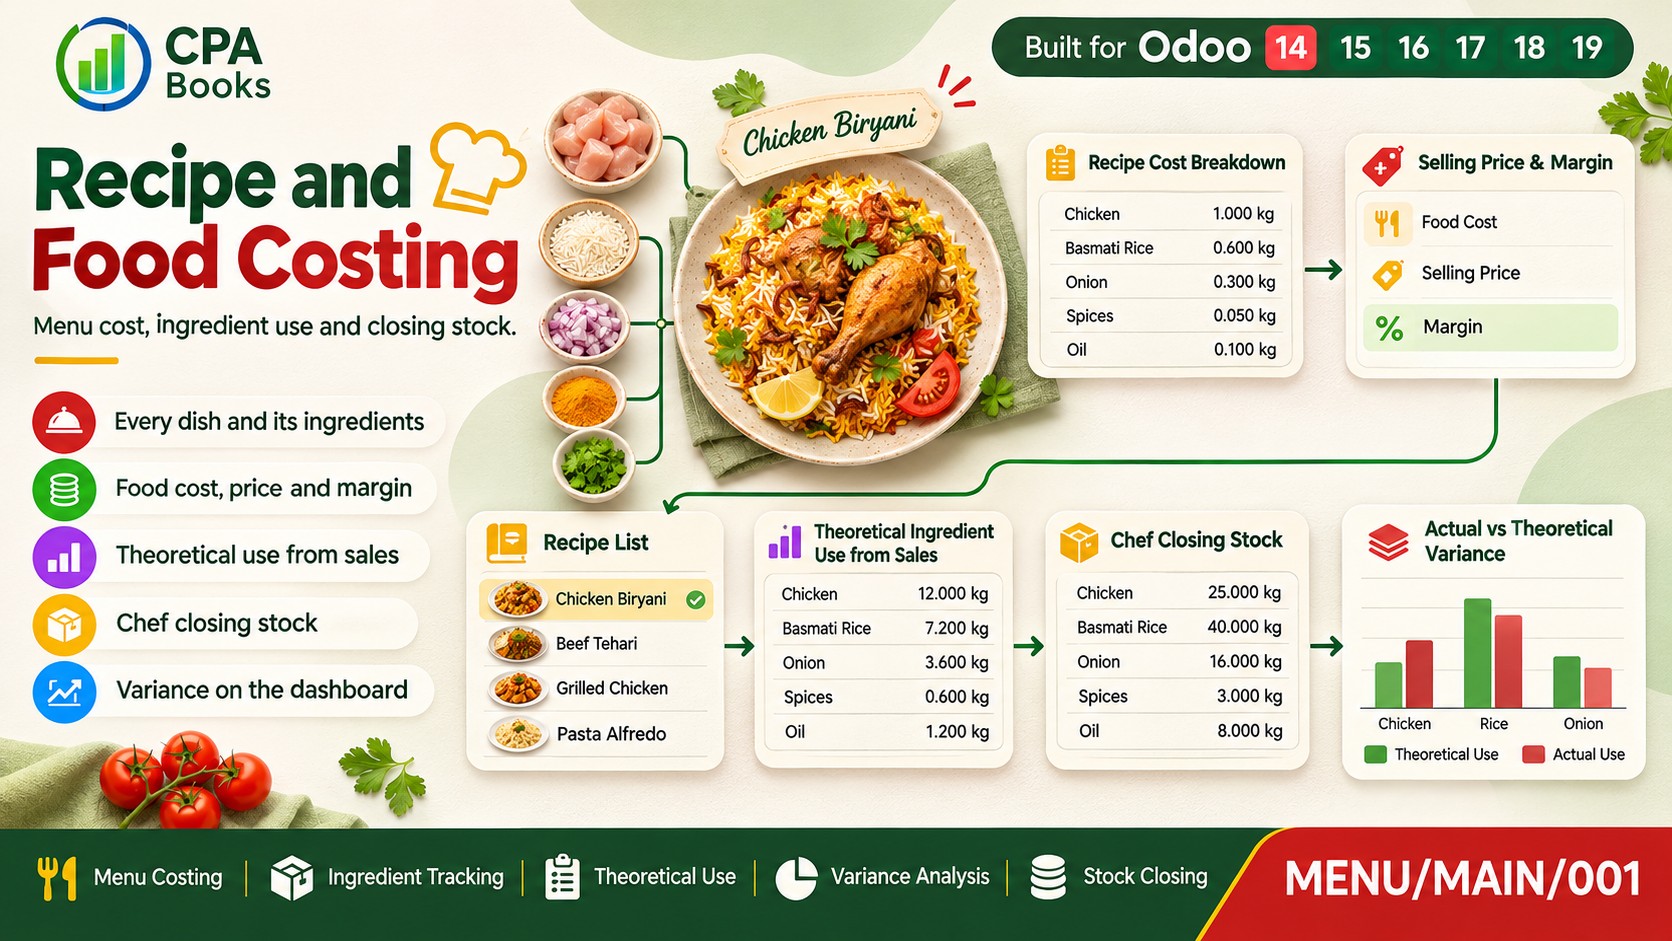 CPA
Books
Built for Odoo 14 15 16 17 18 19
Recipe and
Food Costing
Menu cost, ingredient use and closing stock.
Every dish and its ingredients
Food cost, price and margin
Theoretical use from sales
Chef closing stock
Variance on the dashboard
Chicken Biryani
Recipe Cost Breakdown
Chicken 1.000 kg
Basmati Rice 0.600 kg
Onion 0.300 kg
Spices 0.050 kg
Oil 0.100 kg
Selling Price & Margin
Food Cost
Selling Price
% Margin
Recipe List
Chicken Biryani
Beef Tehari
Grilled Chicken
Pasta Alfredo
Theoretical Ingredient
Use from Sales
Chicken 12.000 kg
Basmati Rice 7.200 kg
Onion 3.600 kg
Spices 0.600 kg
Oil 1.200 kg
Chef Closing Stock
Chicken 25.000 kg
Basmati Rice 40.000 kg
Onion 16.000 kg
Spices 3.000 kg
Oil 8.000 kg
Actual vs Theoretical
Variance
Chicken Rice Onion
Theoretical Use Actual Use
Menu Costing
Ingredient Tracking
Theoretical Use
Variance Analysis
Stock Closing
MENU/MAIN/001